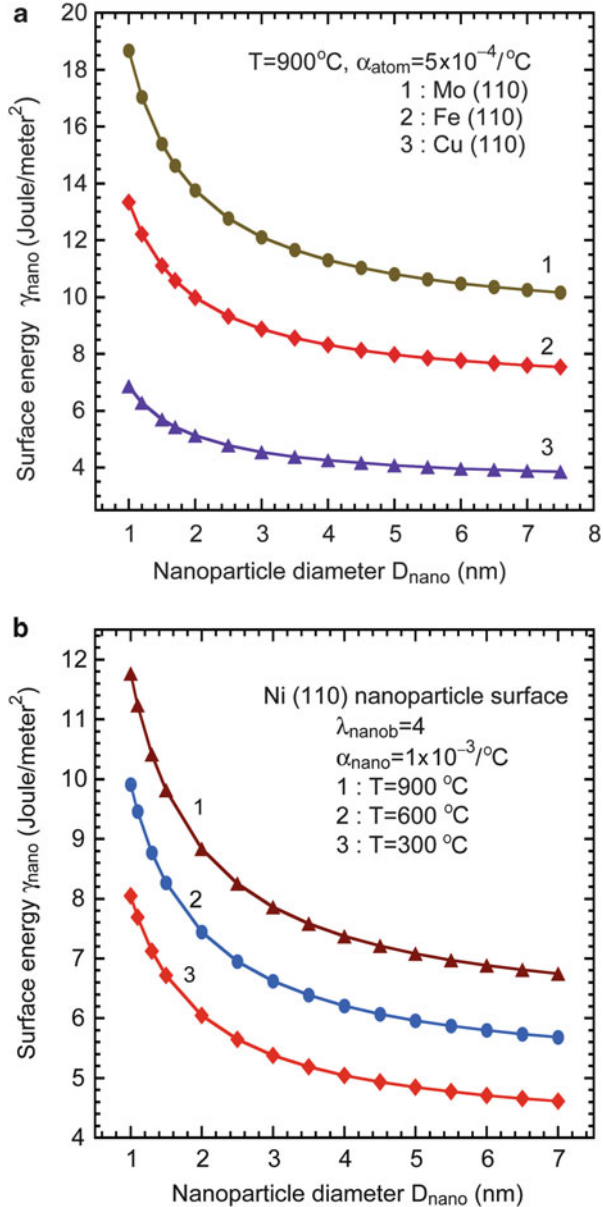 a
20
18
16
14
12
10
8
6
4
Surface energy γnano (Joule/meter²)
T=900°C, αatom=5x10⁻⁴/°C
1 : Mo (110)
2 : Fe (110)
3 : Cu (110)
1
2
3
1 2 3 4 5 6 7 8
Nanoparticle diameter Dnano (nm)
b
12
11
10
9
8
7
6
5
4
Surface energy γnano (Joule/meter²)
Ni (110) nanoparticle surface
λnanob=4
αnano=1x10⁻³/°C
1 : T=900 °C
2 : T=600 °C
3 : T=300 °C
1
2
3
1 2 3 4 5 6 7
Nanoparticle diameter Dnano (nm)